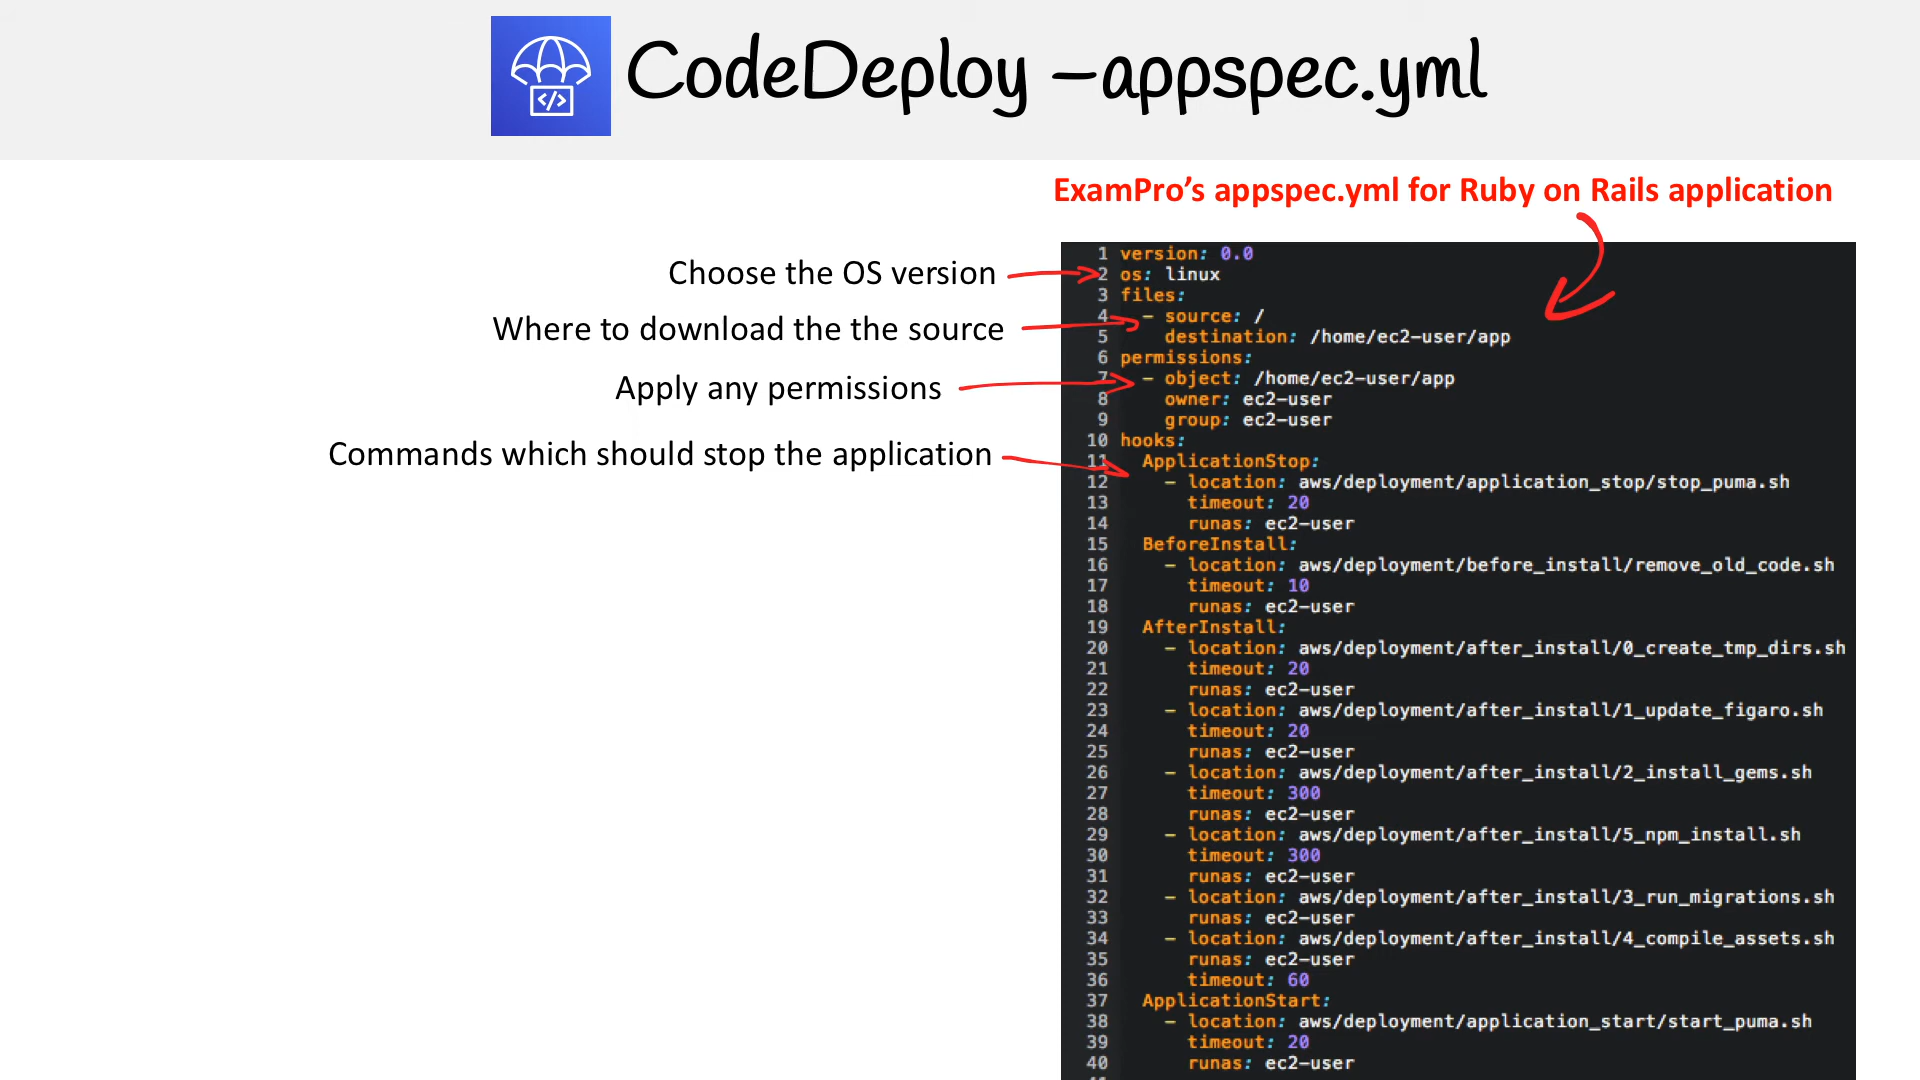 CodeDeploy – appspec.yml
ExamPro’s appspec.yml for Ruby on Rails application
Choose the OS version
Where to download the the source
Apply any permissions
Commands which should stop the application
1 version: 0.0
2 os: linux
3 files:
4   - source: /
5     destination: /home/ec2-user/app
6 permissions:
7   - object: /home/ec2-user/app
8     owner: ec2-user
9     group: ec2-user
10 hooks:
11   ApplicationStop:
12     - location: aws/deployment/application_stop/stop_puma.sh
13       timeout: 20
14       runas: ec2-user
15   BeforeInstall:
16     - location: aws/deployment/before_install/remove_old_code.sh
17       timeout: 10
18       runas: ec2-user
19   AfterInstall:
20     - location: aws/deployment/after_install/0_create_tmp_dirs.sh
21       timeout: 20
22       runas: ec2-user
23     - location: aws/deployment/after_install/1_update_figaro.sh
24       timeout: 20
25       runas: ec2-user
26     - location: aws/deployment/after_install/2_install_gems.sh
27       timeout: 300
28       runas: ec2-user
29     - location: aws/deployment/after_install/5_npm_install.sh
30       timeout: 300
31       runas: ec2-user
32     - location: aws/deployment/after_install/3_run_migrations.sh
33       runas: ec2-user
34     - location: aws/deployment/after_install/4_compile_assets.sh
35       runas: ec2-user
36       timeout: 60
37   ApplicationStart:
38     - location: aws/deployment/application_start/start_puma.sh
39       timeout: 20
40       runas: ec2-user